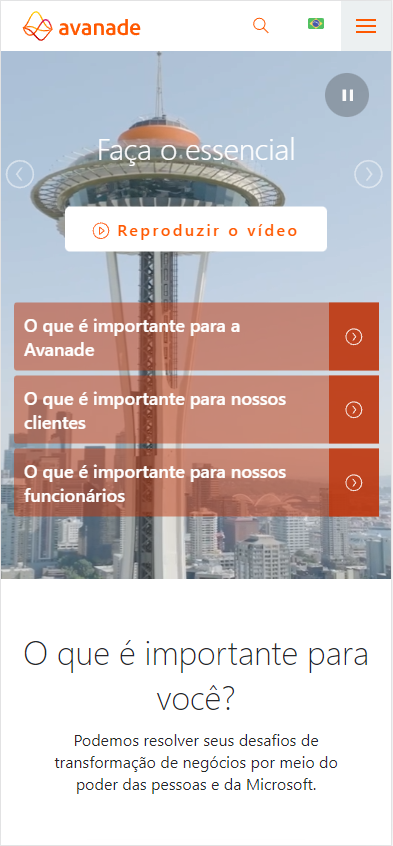 avanade
Faça o essencial
Reproduzir o vídeo
O que é importante para a
Avanade
O que é importante para nossos
clientes
O que é importante para nossos
funcionários
O que é importante para
você?
Podemos resolver seus desafios de
transformação de negócios por meio do
poder das pessoas e da Microsoft.